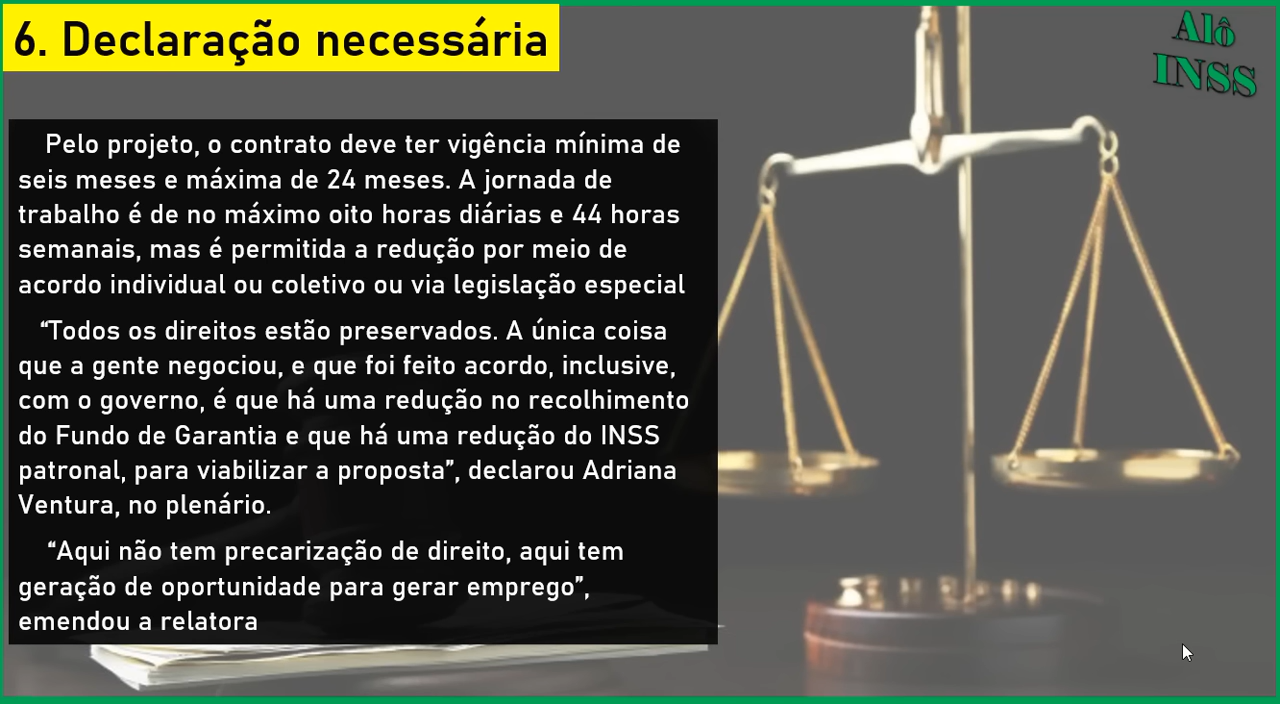 6. Declaração necessária
Alô
INSS
Pelo projeto, o contrato deve ter vigência mínima de
seis meses e máxima de 24 meses. A jornada de
trabalho é de no máximo oito horas diárias e 44 horas
semanais, mas é permitida a redução por meio de
acordo individual ou coletivo ou via legislação especial
“Todos os direitos estão preservados. A única coisa
que a gente negociou, e que foi feito acordo, inclusive,
com o governo, é que há uma redução no recolhimento
do Fundo de Garantia e que há uma redução do INSS
patronal, para viabilizar a proposta”, declarou Adriana
Ventura, no plenário.
“Aqui não tem precarização de direito, aqui tem
geração de oportunidade para gerar emprego”,
emendou a relatora